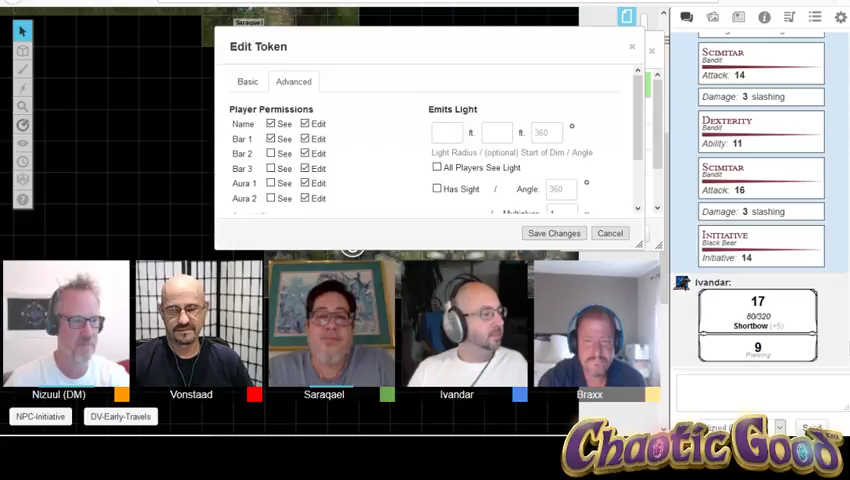 Saraqael
Edit Token
×
Basic
Advanced
Player Permissions
Name See Edit
Bar 1 See Edit
Bar 2 See Edit
Bar 3 See Edit
Aura 1 See Edit
Aura 2 See Edit
Emits Light
ft. ft. 360 °
Light Radius / (optional) Start of Dim / Angle
All Players See Light
Has Sight / Angle: 360 °
Multiplier: 1
Save Changes
Cancel
SCIMITAR
Bandit
Attack: 14
Damage: 3 slashing
DEXTERITY
Bandit
Ability: 11
SCIMITAR
Bandit
Attack: 16
Damage: 3 slashing
INITIATIVE
Black Bear
Initiative: 14
Ivandar:
17
80/320
Shortbow (+5)
9
Piercing
Nizuul (DM)
Vonstaad
Saraqael
Ivandar
Braxx
NPC-Initiative
DV-Early-Travels
Send
Chaotic Good